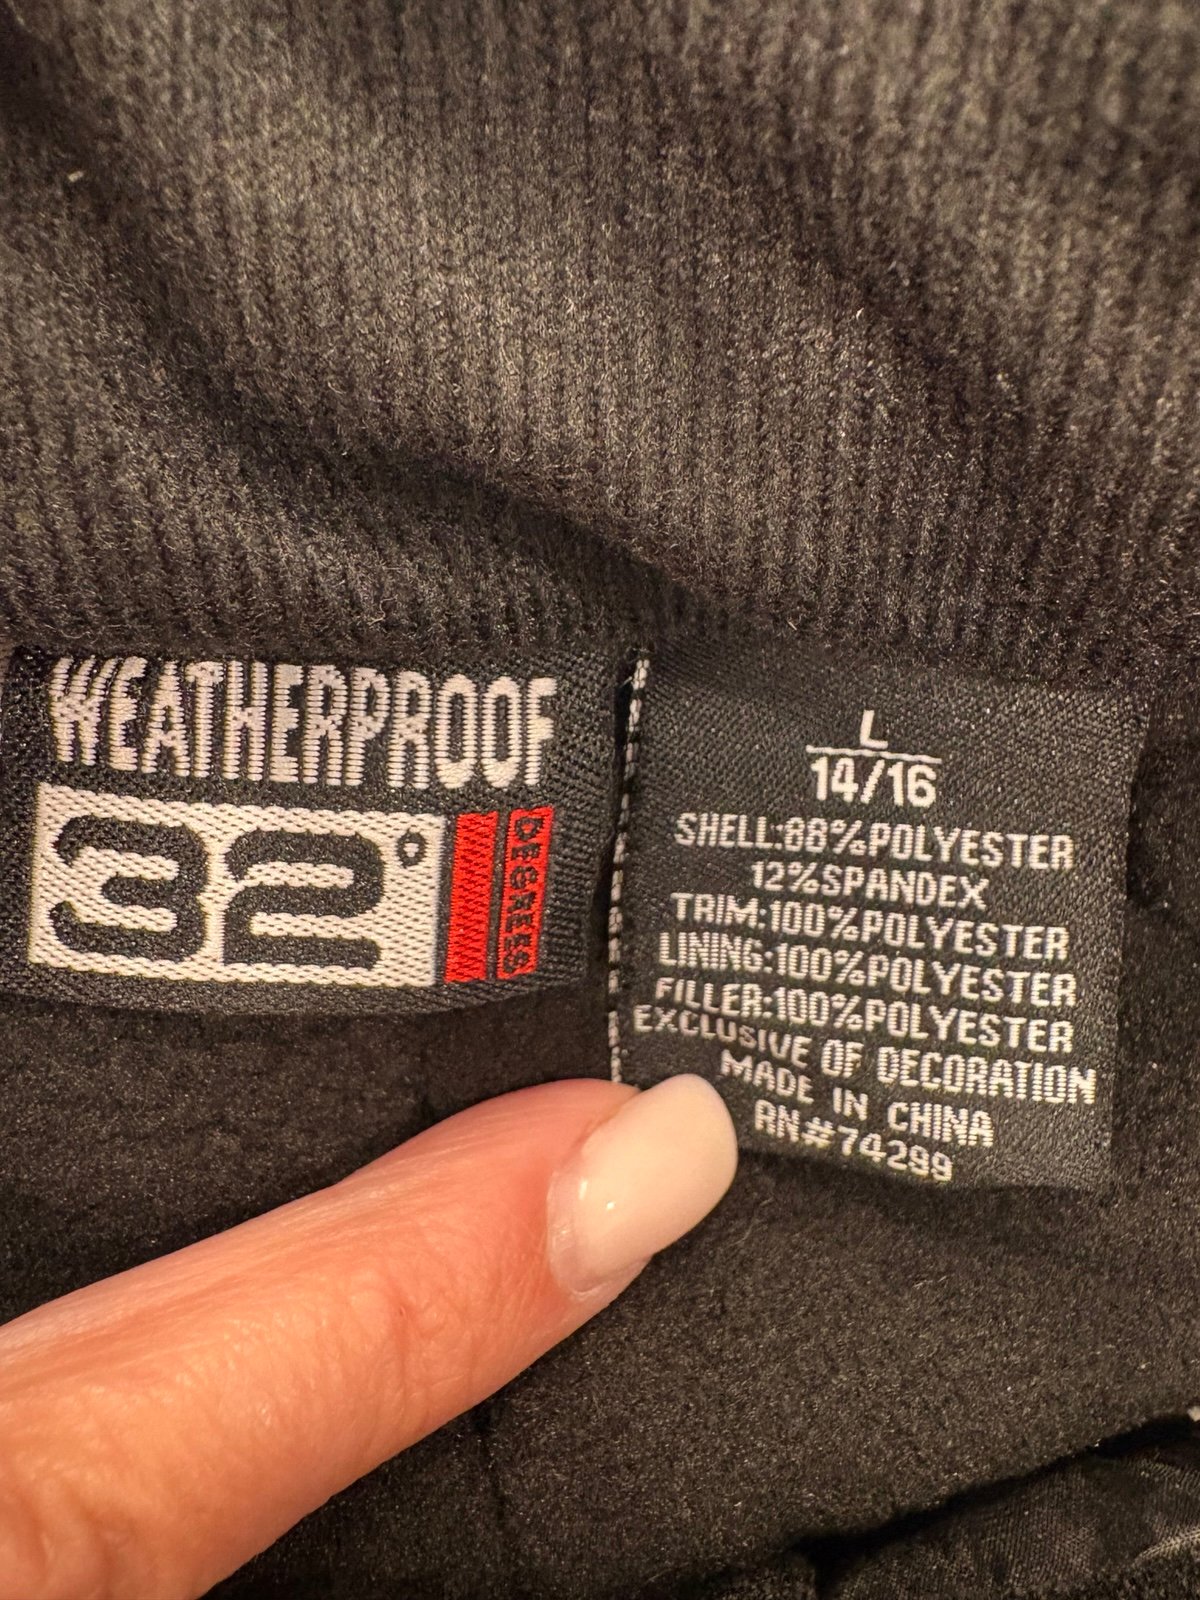 WEATHERPROOF
32°
DEGREES
L
14/16
SHELL:88%POLYESTER
12%SPANDEX
TRIM:100%POLYESTER
LINING:100%POLYESTER
FILLER:100%POLYESTER
EXCLUSIVE OF DECORATION
MADE IN CHINA
RN#74299